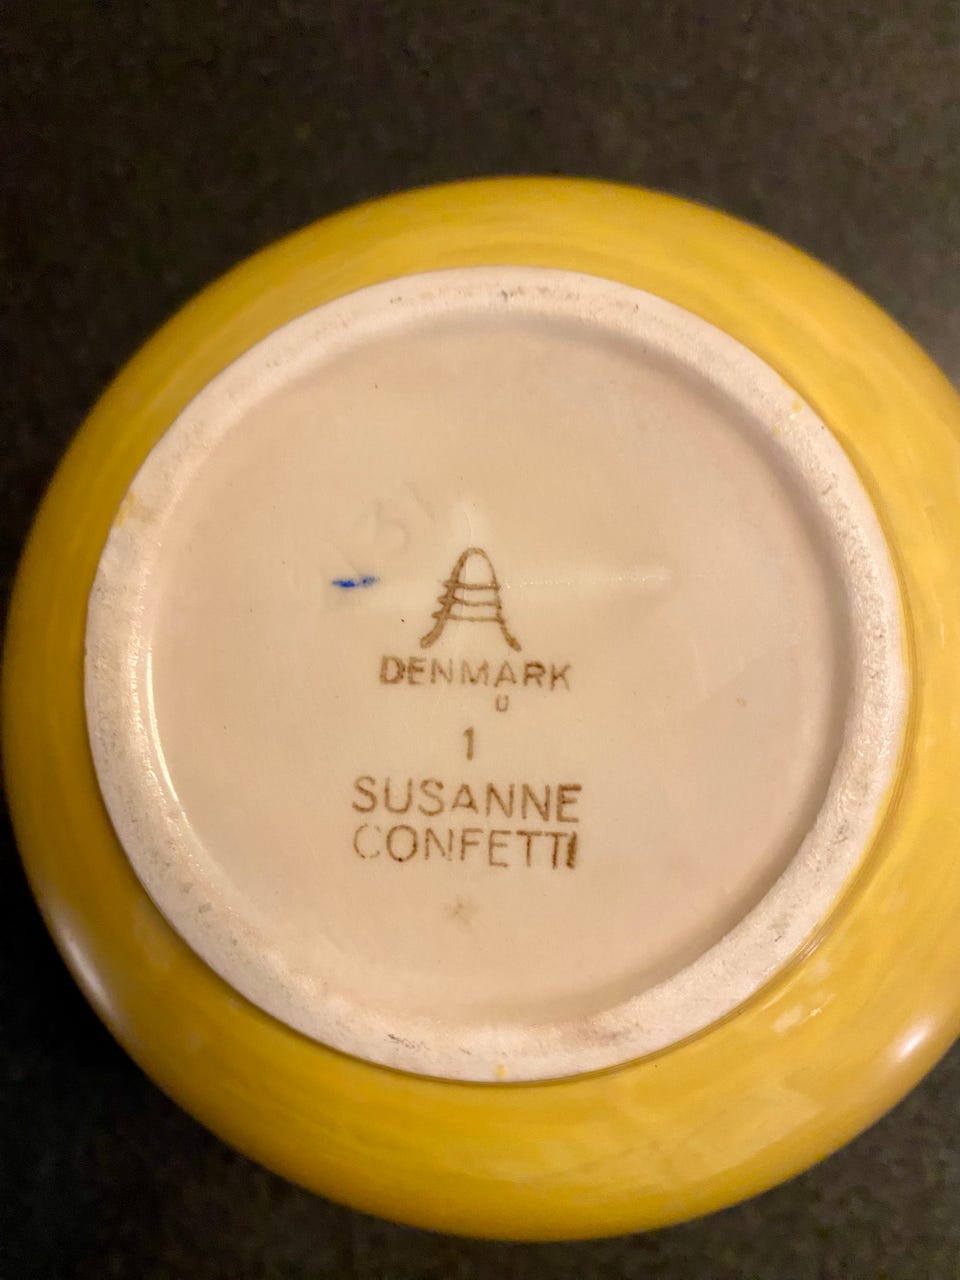 DENMARK
U
1
SUSANNE
CONFETTI